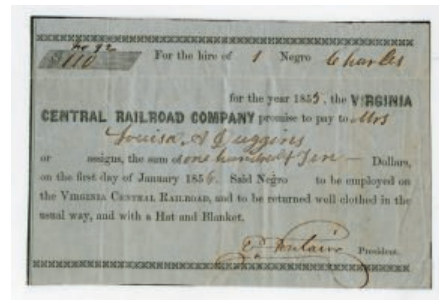 No 92
$110 For the hire of 1 Negro Charles
for the year 1855, the VIRGINIA
CENTRAL RAILROAD COMPANY promise to pay to Mrs
Louisa A
or assigns, the sum of one hundred & Ten — Dollars,
on the first day of January 1856. Said Negro to be employed on
the VIRGINIA CENTRAL RAILROAD, and to be returned well clothed in the
usual way, and with a Hat and Blanket.
E. Fontaine President.